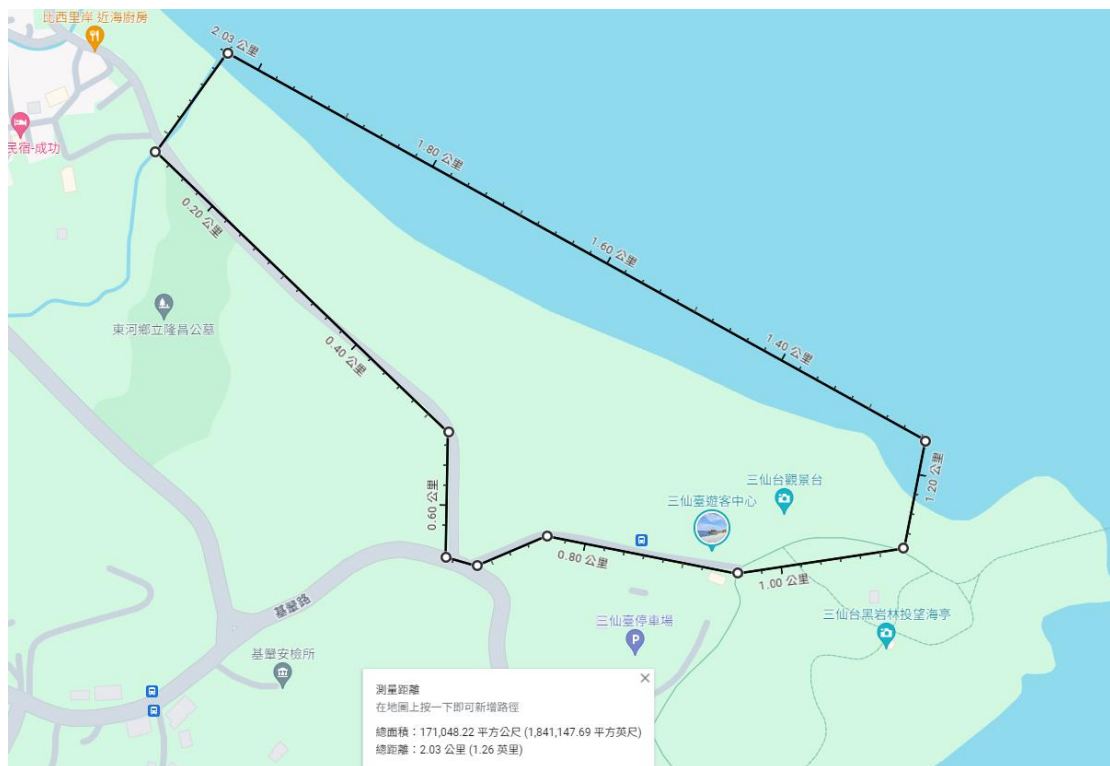 比西里岸 近海廚房
2.03 公里
民宿-成功
1.80 公里
0.20 公里
1.60 公里
東河鄉立隆昌公墓
0.40 公里
1.40 公里
1.20 公里
三仙台觀景台
0.60 公里
三仙臺遊客中心
0.80 公里
1.00 公里
基翬路
三仙臺停車場
P
三仙台黑岩林投望海亭
基翬安檢所
測量距離
在地圖上按一下即可新增路徑
總面積：171,048.22 平方公尺 (1,841,147.69 平方英尺)
總距離：2.03 公里 (1.26 英里)